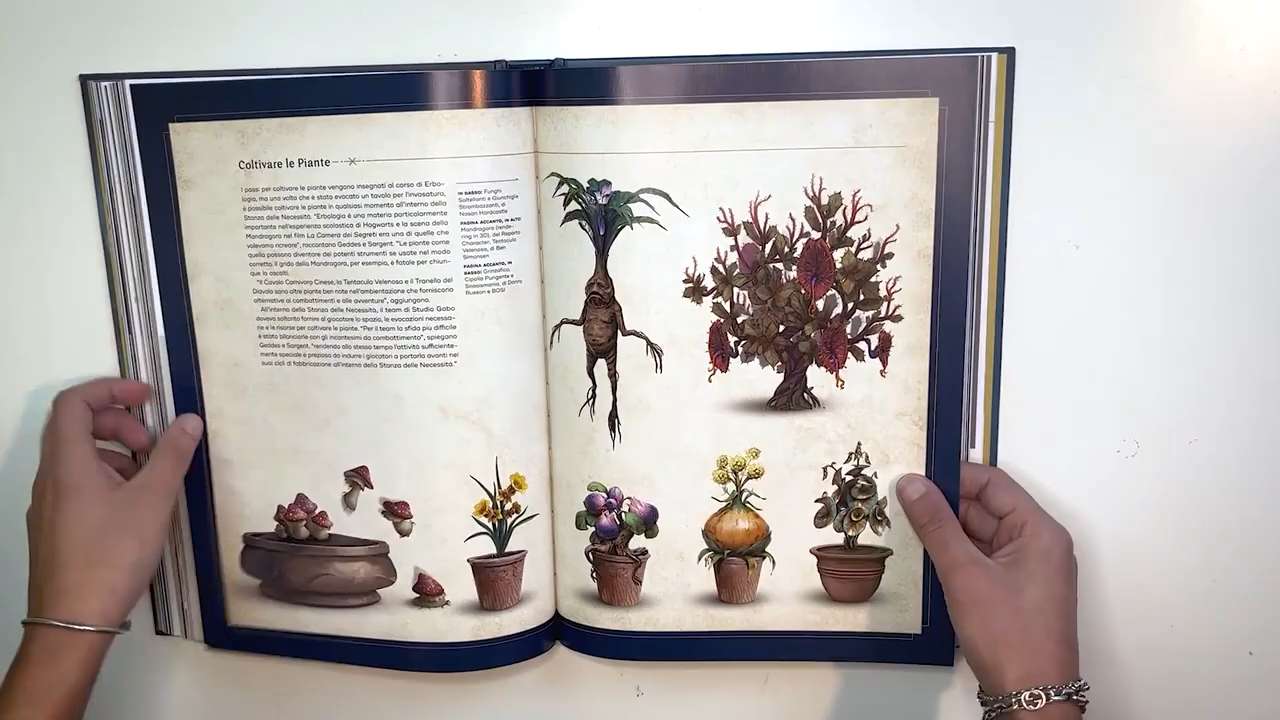 Coltivare le Piante
I passi per coltivare le piante vengono insegnati al corso di Erbo-
logia, ma una volta che è stato evocato un tavolo per l'invasatura,
è possibile coltivare le piante in qualsiasi momento all'interno della
Stanza delle Necessità. "Erbologia è una materia particolarmente
importante nell'esperienza scolastica di Hogwarts e la scena della
Mandragora nel film La Camera dei Segreti era una di quelle che
volevamo ricreare", raccontano Geddes e Sargent. "Le piante come
quella possono diventare dei potenti strumenti se usate nel modo
corretto, il grido della Mandragora, per esempio, è fatale per chiun-
que lo ascolti.
"Il Cavolo Carnivoro Cinese, la Tentacula Velenosa e il Tranello del
Diavolo sono altre piante ben note nell'ambientazione che forniscono
alternative ai combattimenti e alle avventure", aggiungono.
All'interno della Stanza delle Necessità, il team di Studio Gobo
doveva soltanto fornire al giocatore lo spazio, le evocazioni necessa-
rie e le risorse per coltivare le piante. "Per il team la sfida più difficile
è stata bilanciarle con gli incantesimi da combattimento", spiegano
Geddes e Sargent, "rendendo allo stesso tempo l'attività sufficiente-
mente speciale e preziosa da indurre i giocatori a portarla avanti nei
suoi cicli di fabbricazione all'interno della Stanza delle Necessità."
IN BASSO: Funghi
Saltellanti e Giunchiglie
Strombazzanti, di
Nason Hardcastle
PAGINA ACCANTO, IN ALTO:
Mandragora (rende-
ring in 3D), del Reparto
Character, Tentacula
Velenosa, di Ben
Simonsen
PAGINA ACCANTO, IN
BASSO: Grinzafico,
Cipolla Pungente e
Snasismania, di Danny
Russon e BOSI